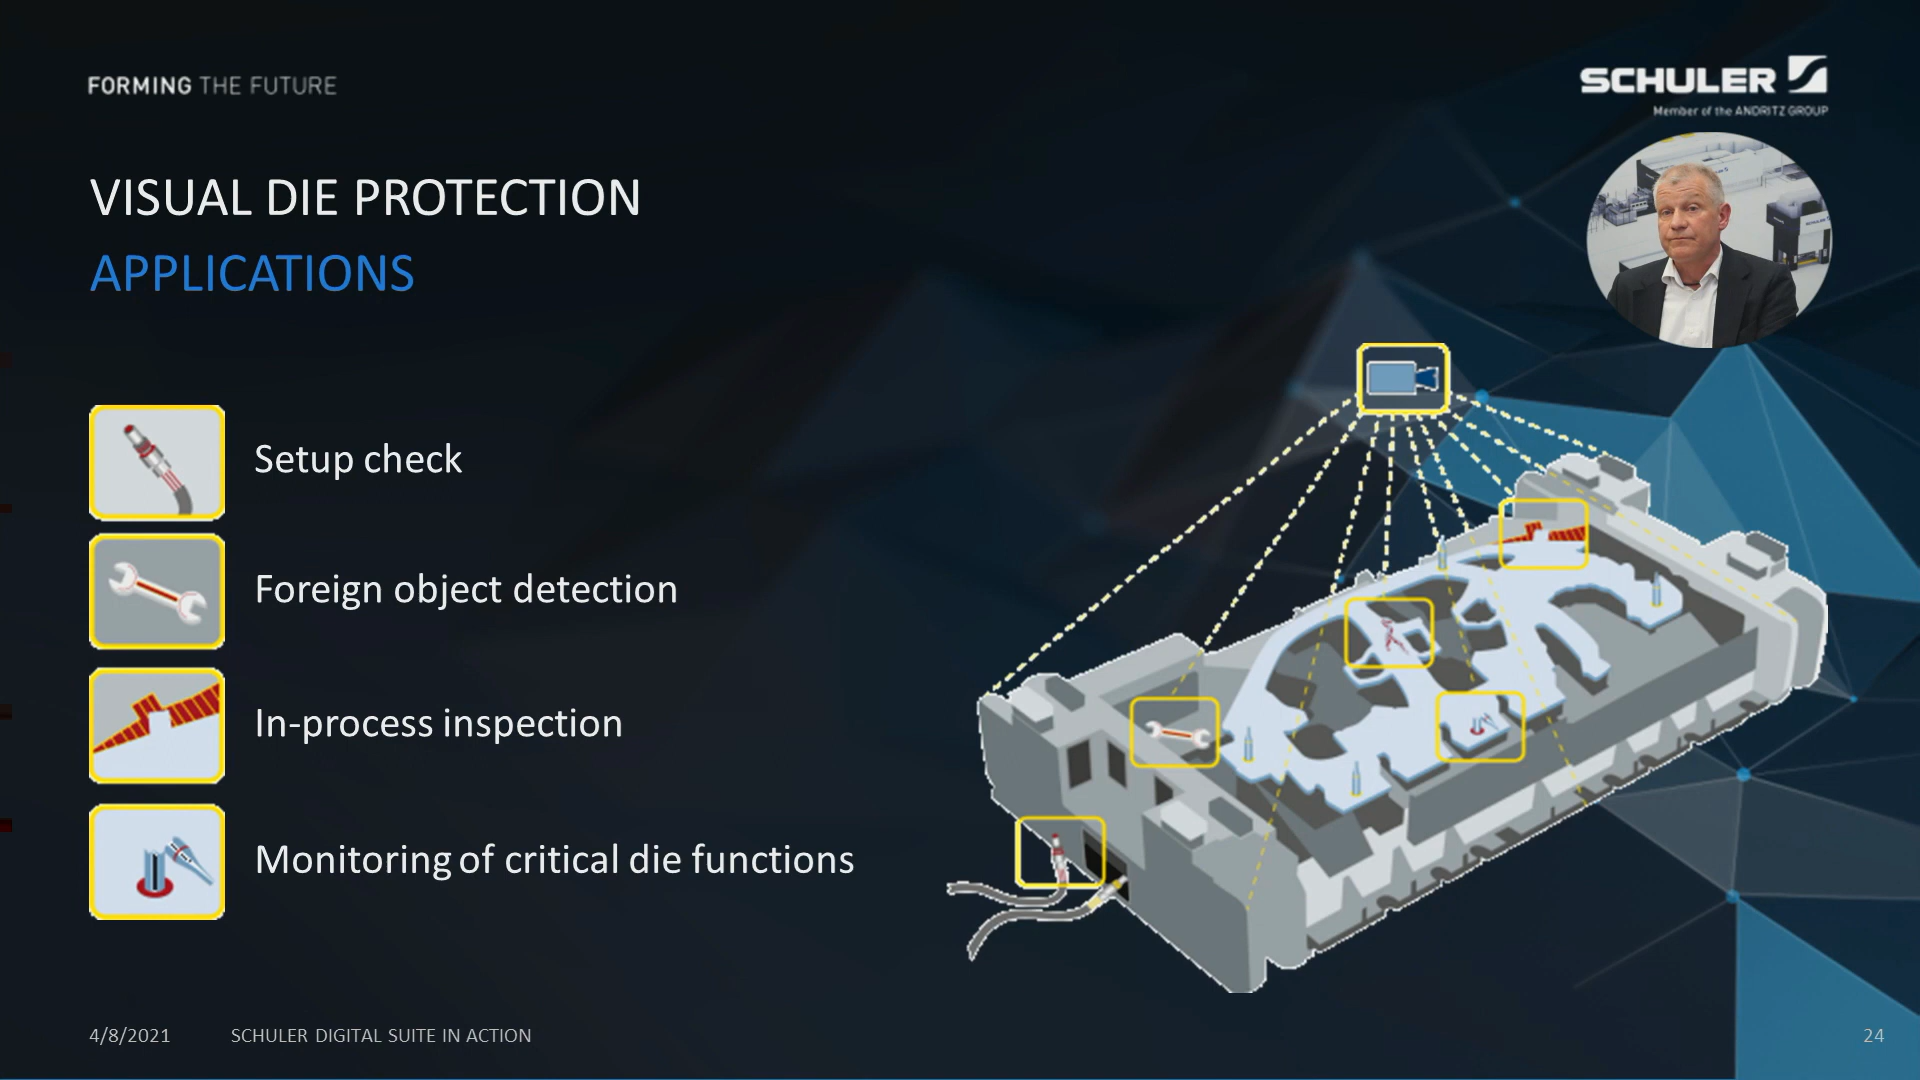 FORMING THE FUTURE
SCHULER
Member of the ANDRITZ GROUP
VISUAL DIE PROTECTION
APPLICATIONS
Setup check
Foreign object detection
In-process inspection
Monitoring of critical die functions
4/8/2021
SCHULER DIGITAL SUITE IN ACTION
24